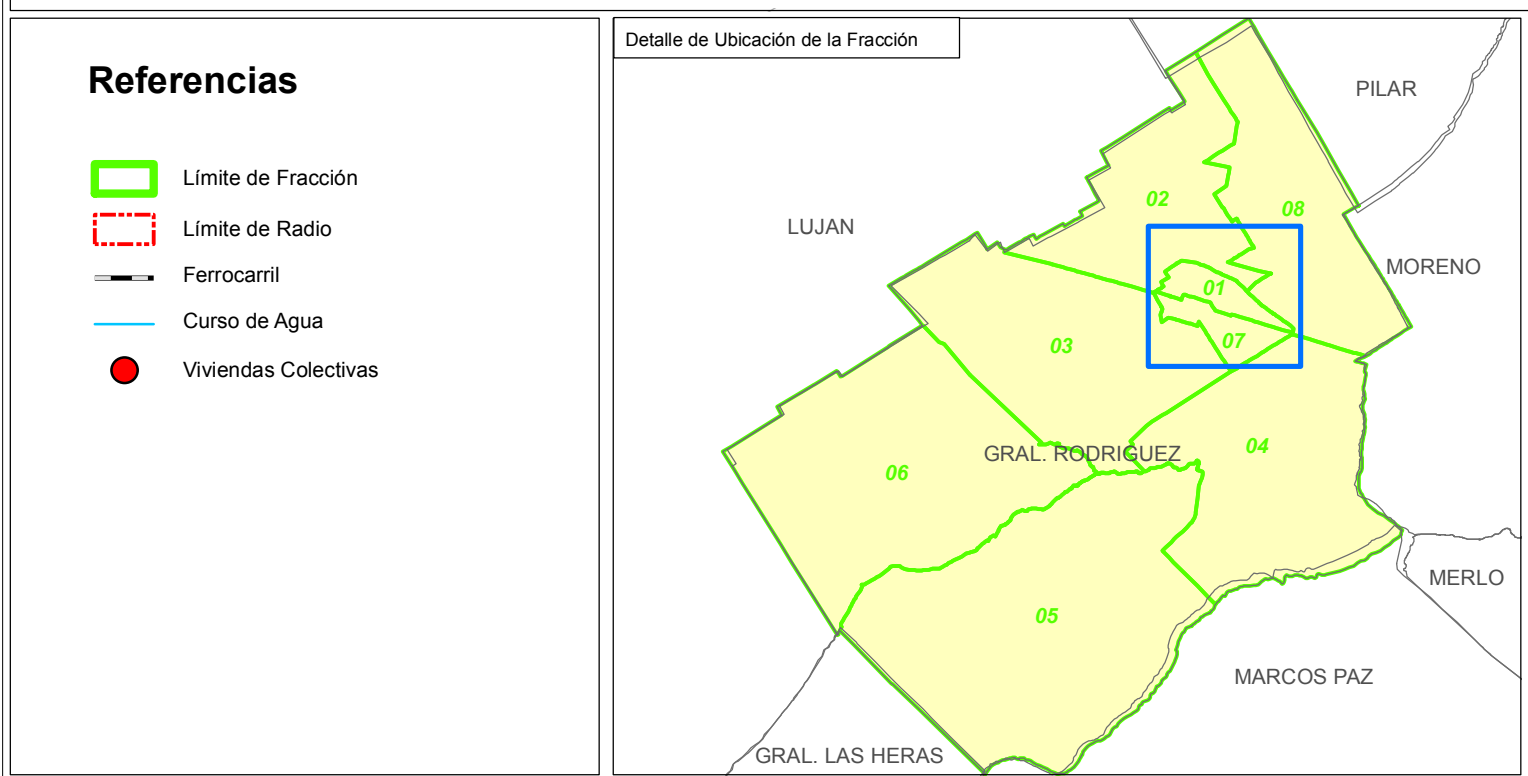 Referencias
Límite de Fracción
Límite de Radio
Ferrocarril
Curso de Agua
Viviendas Colectivas
Detalle de Ubicación de la Fracción
PILAR
02
08
LUJAN
MORENO
01
03
07
04
GRAL. RODRIGUEZ
06
MERLO
05
MARCOS PAZ
GRAL. LAS HERAS